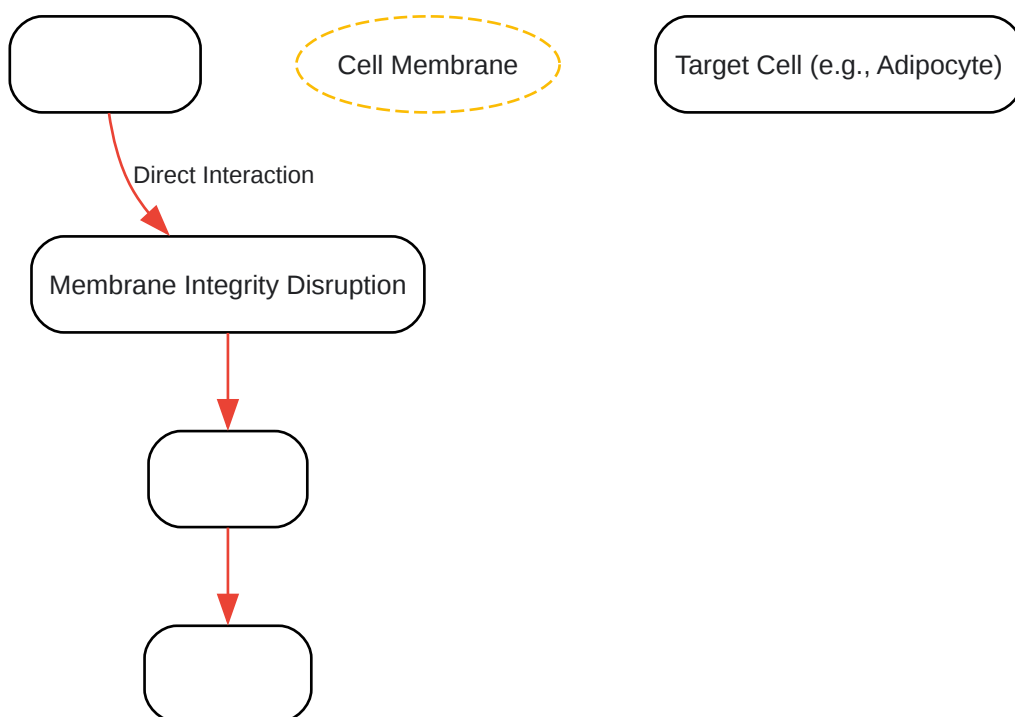 Cell Membrane
Target Cell (e.g., Adipocyte)
Direct Interaction
Membrane Integrity Disruption